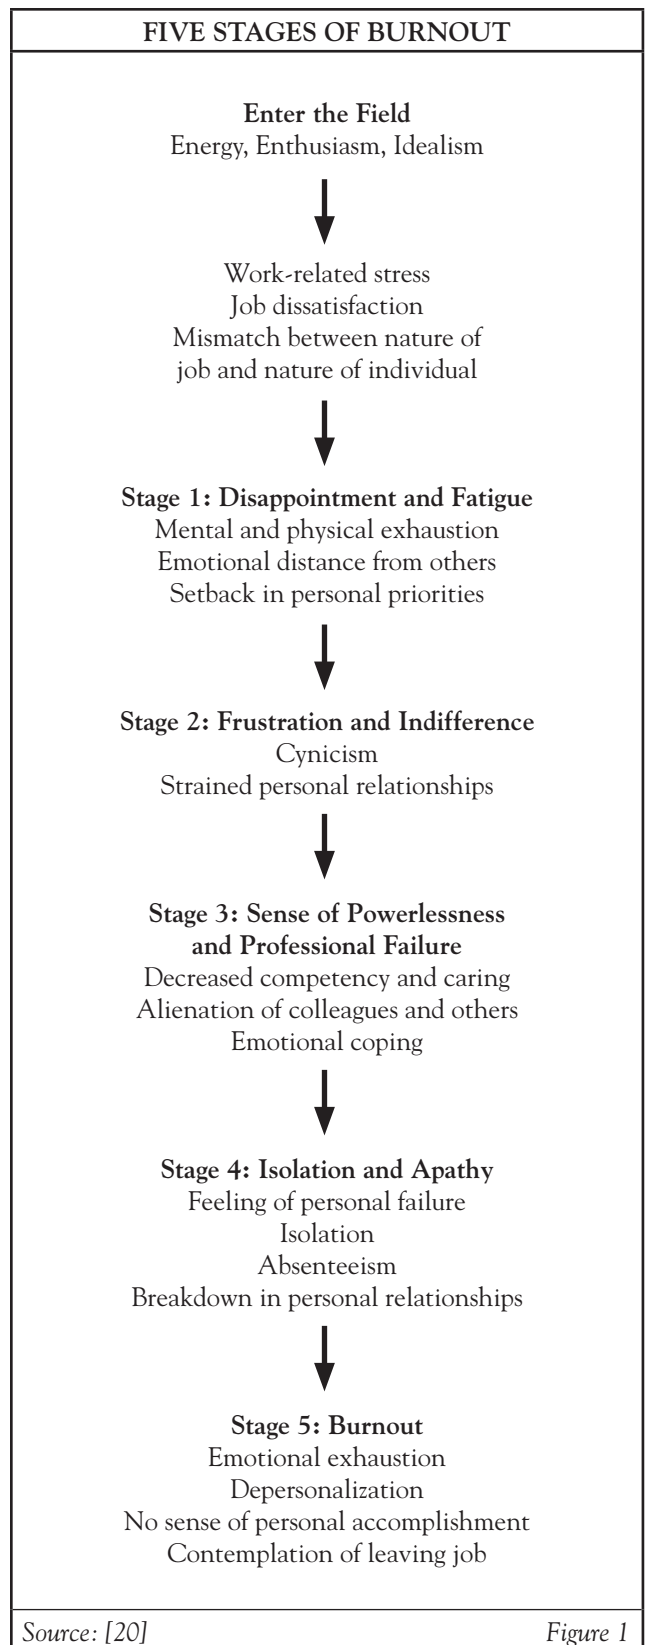 FIVE STAGES OF BURNOUT
Enter the Field
Energy, Enthusiasm, Idealism
Work-related stress
Job dissatisfaction
Mismatch between nature of
job and nature of individual
Stage 1: Disappointment and Fatigue
Mental and physical exhaustion
Emotional distance from others
Setback in personal priorities
Stage 2: Frustration and Indifference
Cynicism
Strained personal relationships
Stage 3: Sense of Powerlessness
and Professional Failure
Decreased competency and caring
Alienation of colleagues and others
Emotional coping
Stage 4: Isolation and Apathy
Feeling of personal failure
Isolation
Absenteeism
Breakdown in personal relationships
Stage 5: Burnout
Emotional exhaustion
Depersonalization
No sense of personal accomplishment
Contemplation of leaving job
Source: [20] Figure 1